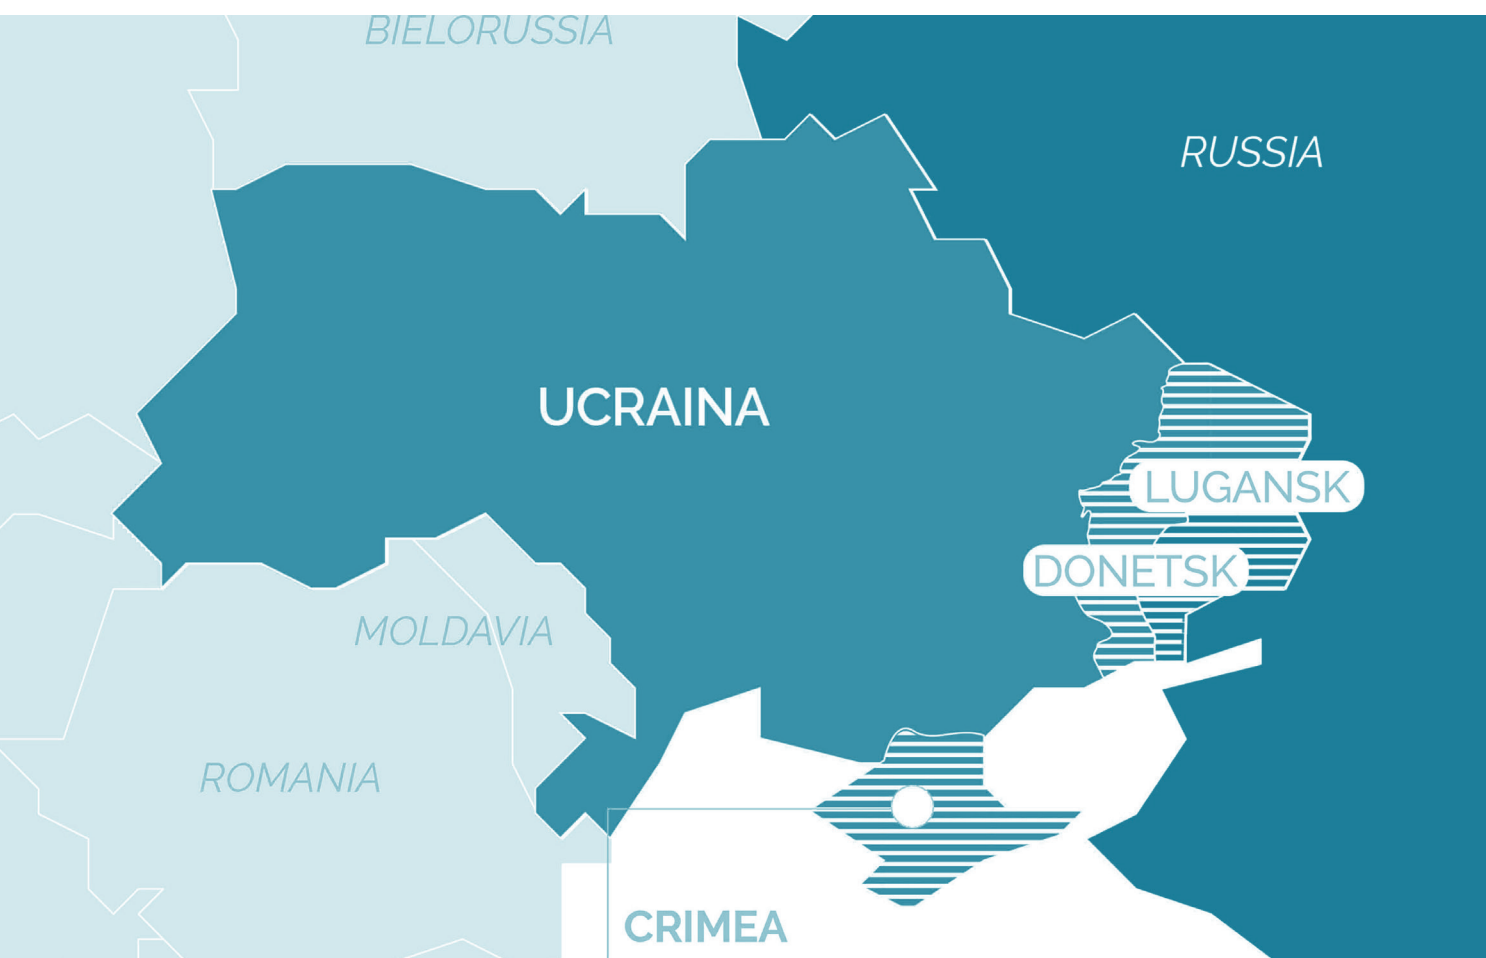 BIELORUSSIA
RUSSIA
UCRAINA
LUGANSK
DONETSK
MOLDAVIA
ROMANIA
CRIMEA